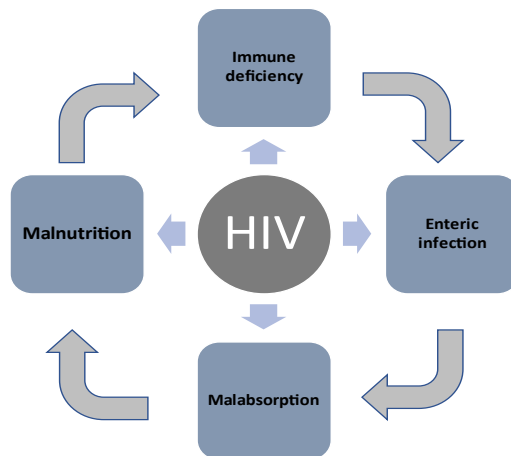 Immune
deficiency
Malnutrition
HIV
Enteric
infection
Malabsorption